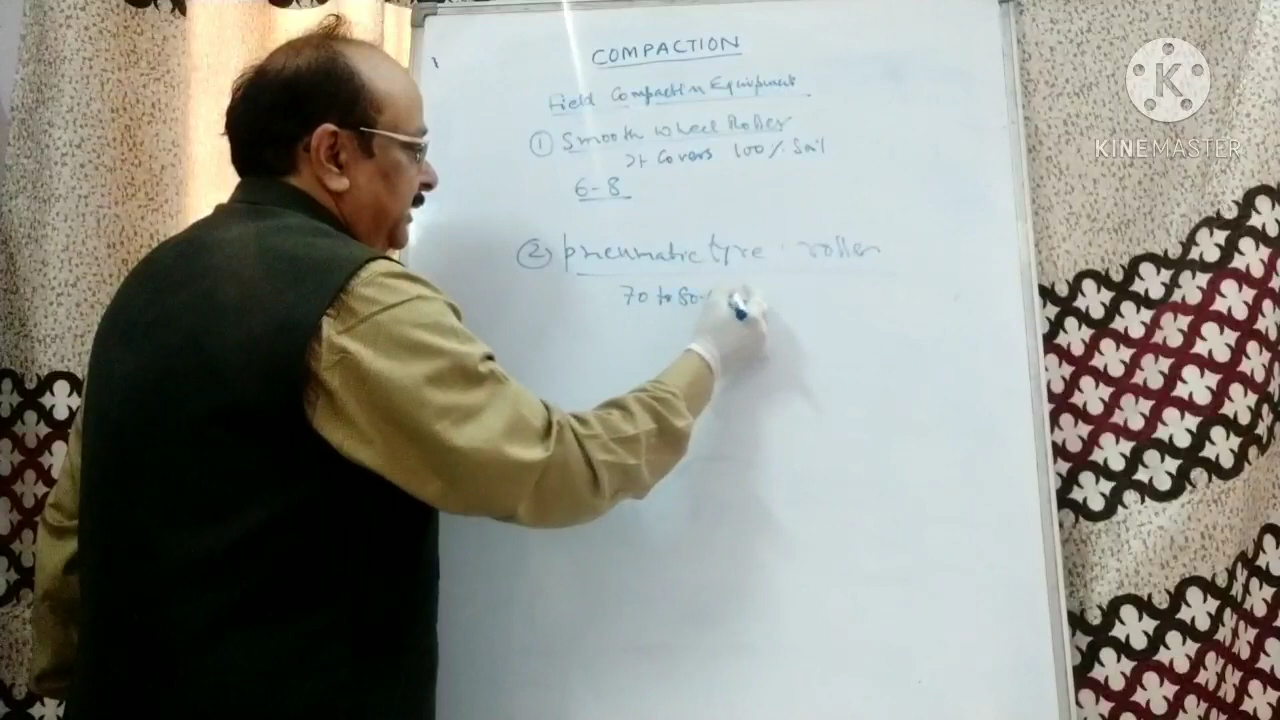 COMPACTION
Field Compaction Equipment
① Smooth Wheel Roller
It Covers 100% Soil
6-8
② pneumatic tyre roller
70 to 80
K
KINEMASTER